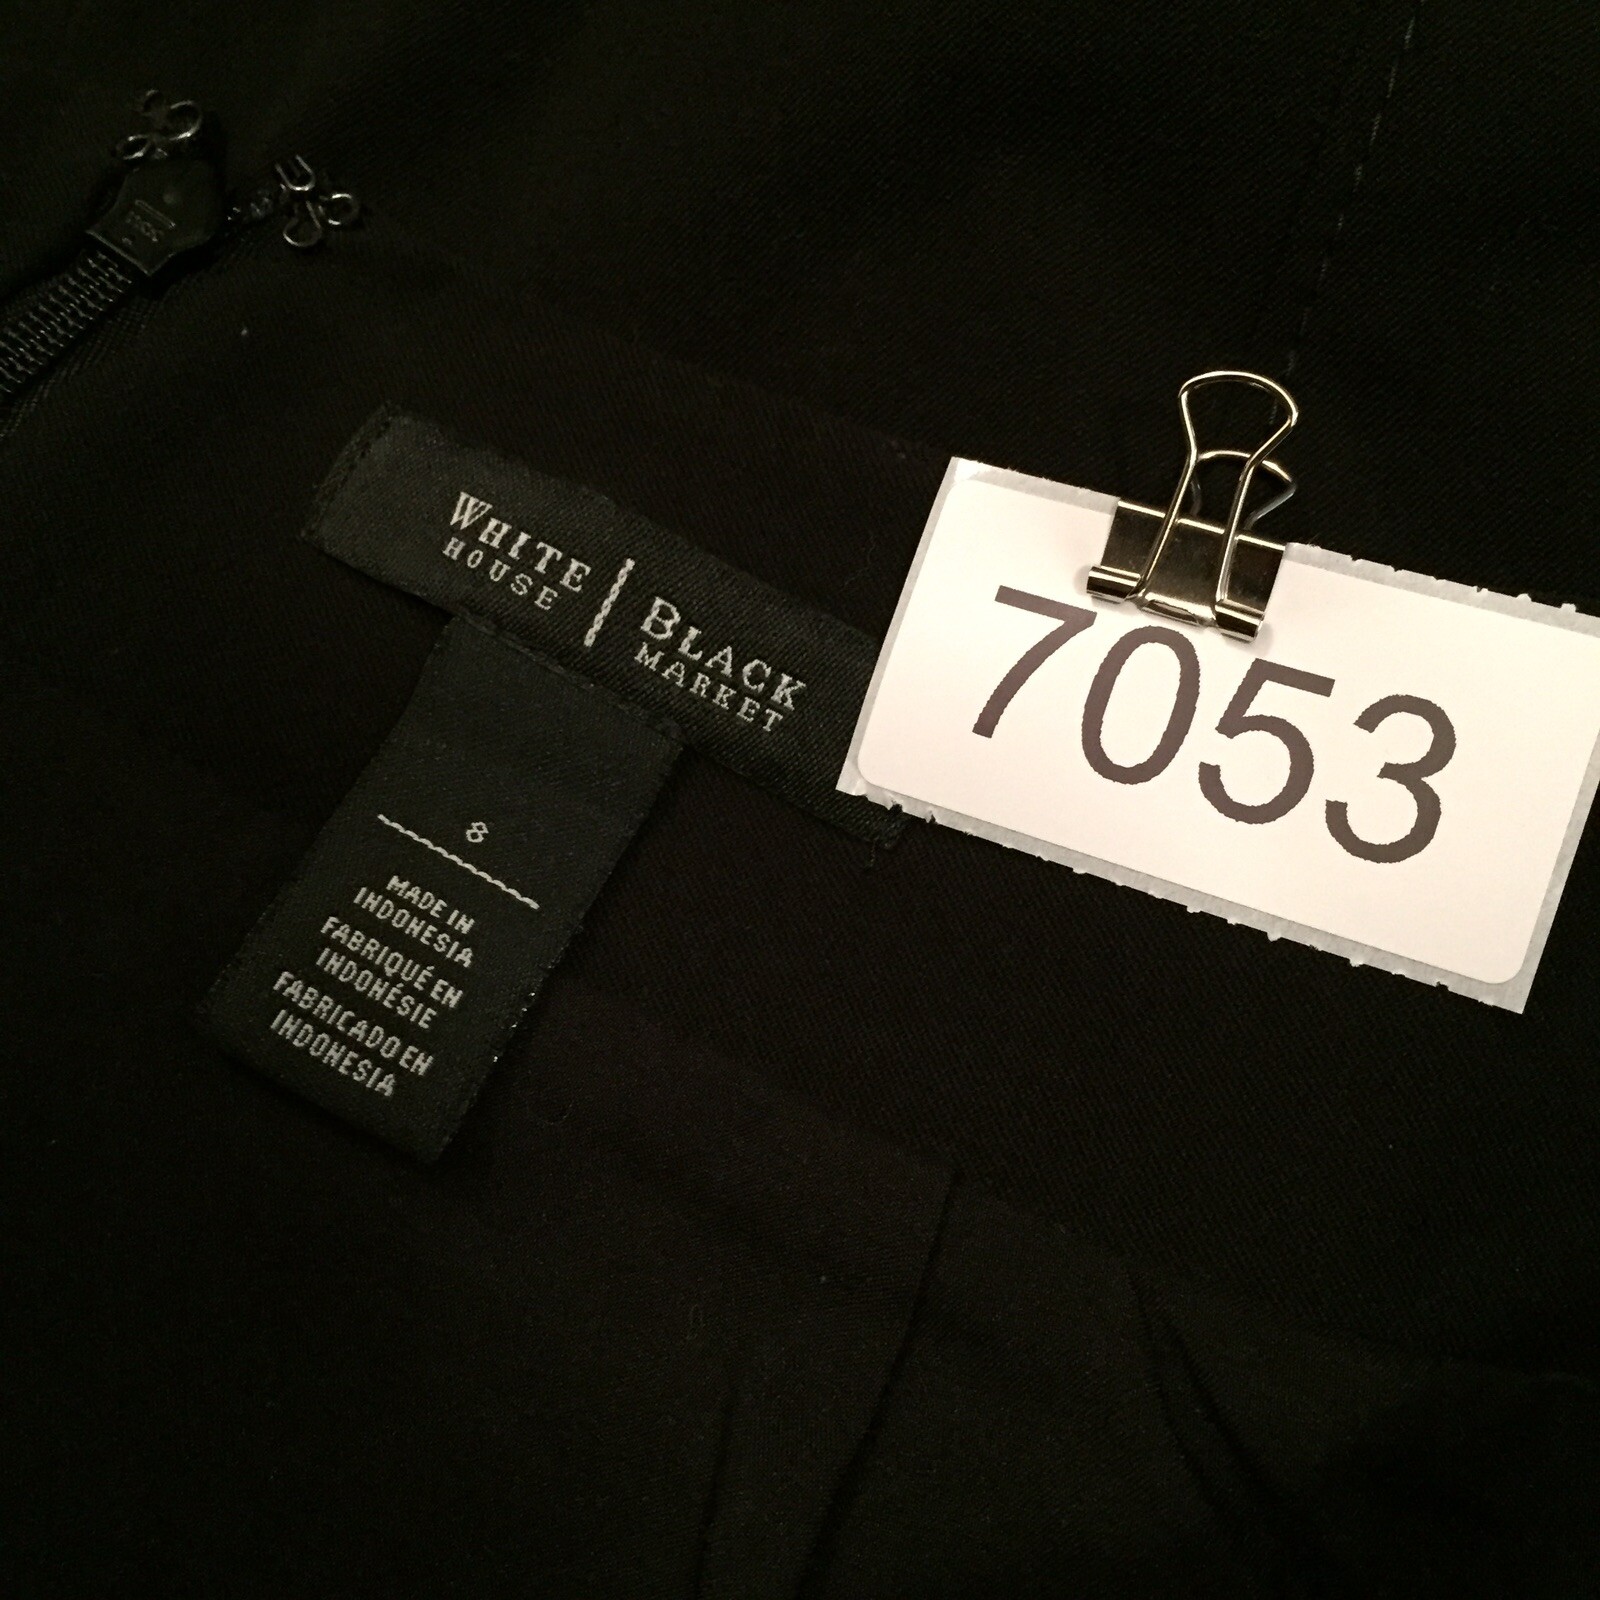 WHITE
HOUSE
BLACK
MARKET
7053
8
MADE IN
INDONESIA
FABRIQUÉ EN
INDONÉSIE
FABRICADO EN
INDONESIA